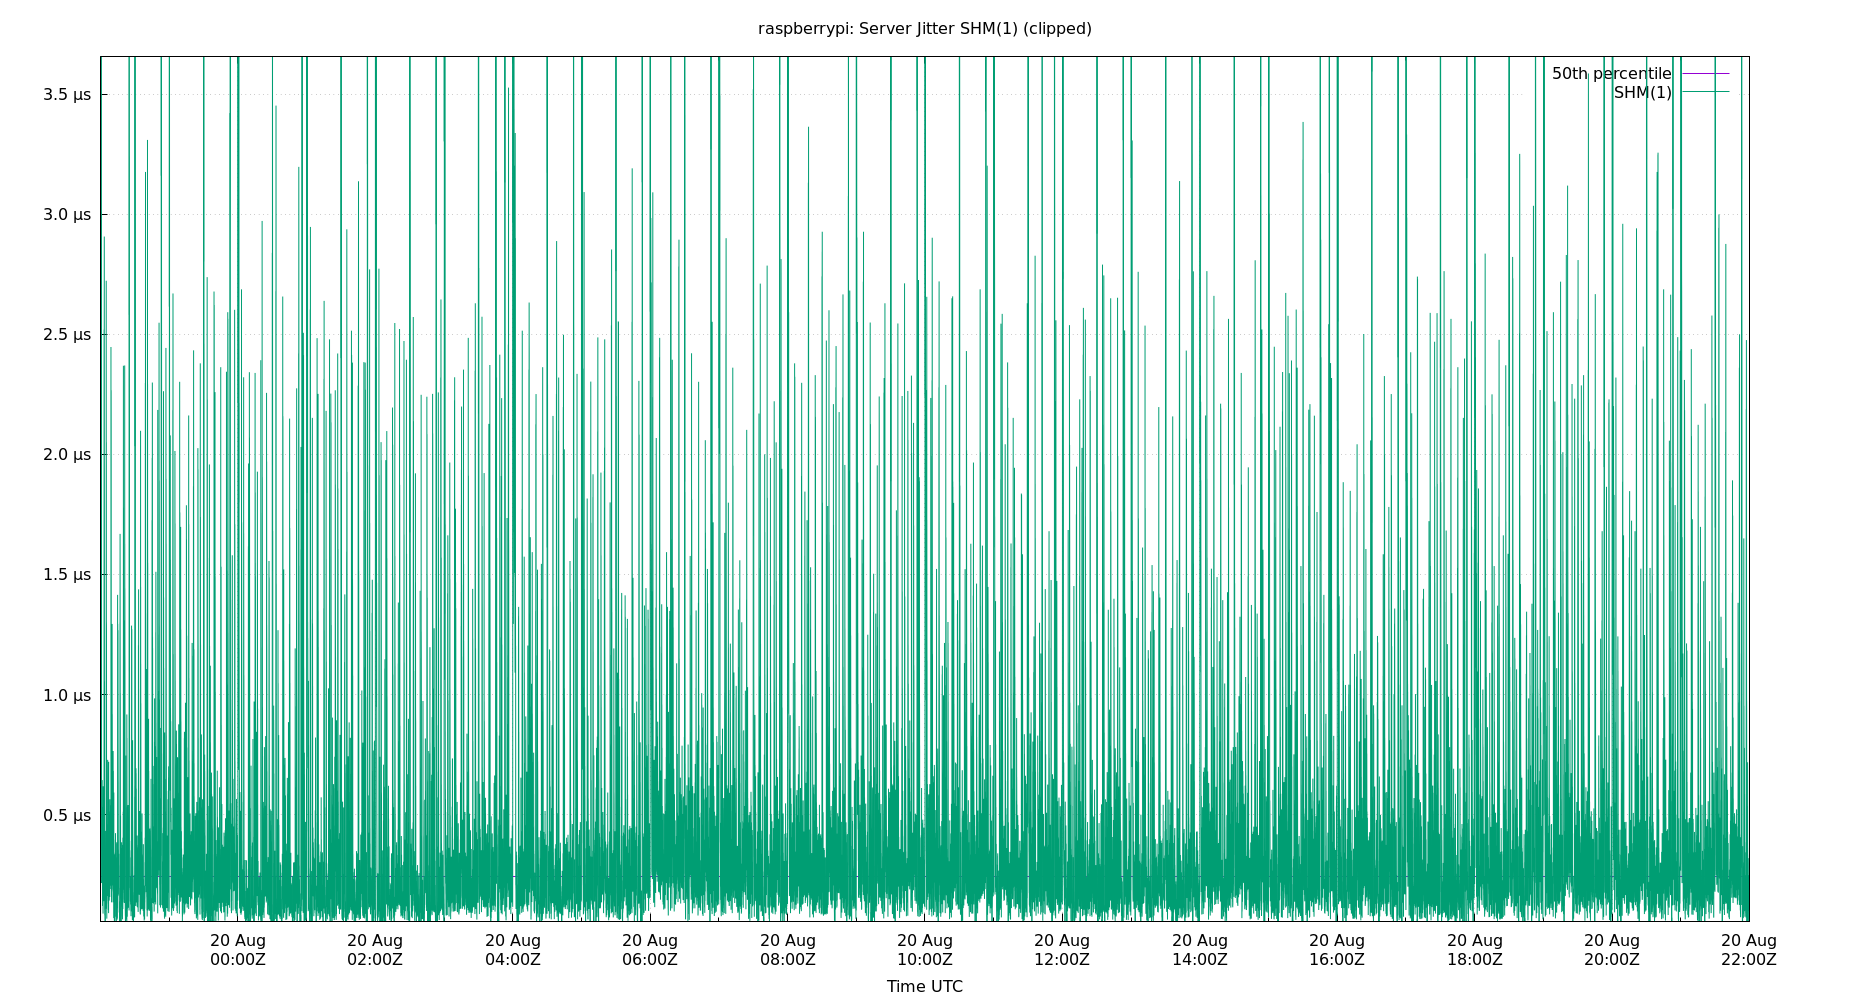 raspberrypi: Server Jitter SHM(1) (clipped)
50th percentile
SHM(1)
3.5 µs
3.0 µs
2.5 µs
2.0 µs
1.5 µs
1.0 µs
0.5 µs
20 Aug 20 Aug 20 Aug 20 Aug 20 Aug 20 Aug 20 Aug 20 Aug 20 Aug 20 Aug 20 Aug 20 Aug
00:00Z 02:00Z 04:00Z 06:00Z 08:00Z 10:00Z 12:00Z 14:00Z 16:00Z 18:00Z 20:00Z 22:00Z
Time UTC